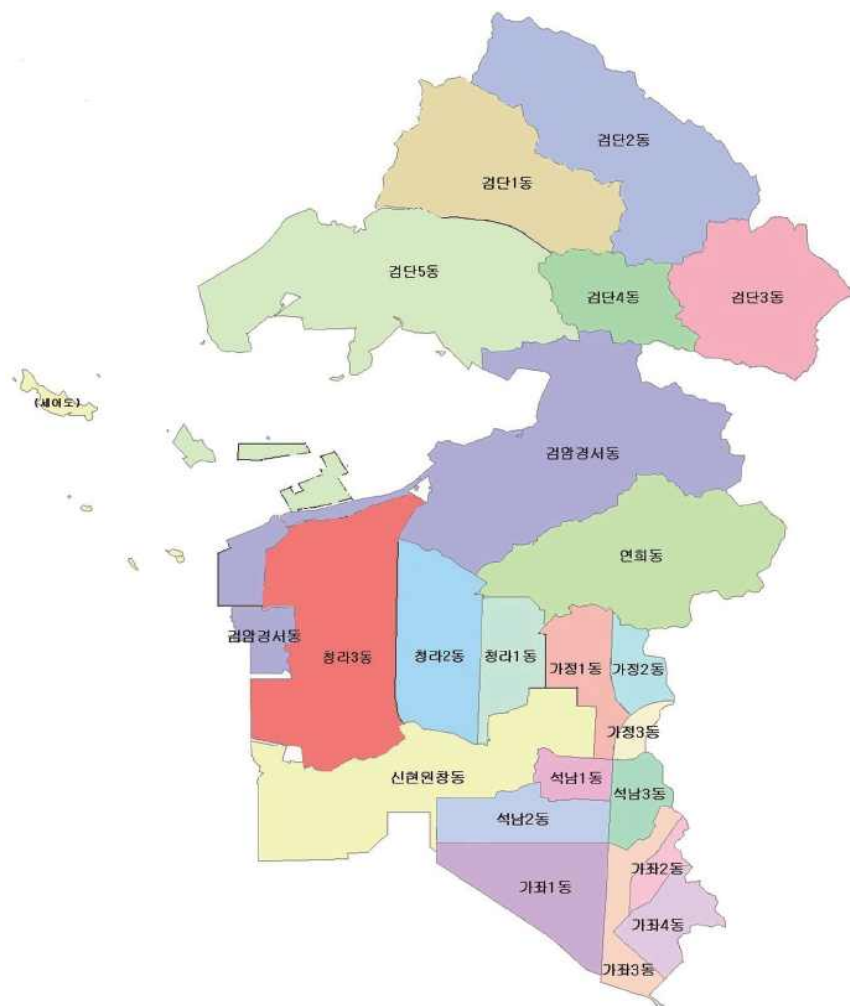 검단2동
검단1동
검단5동
검단4동
검단3동
(세어도)
검암경서동
연희동
검암경서동
청라3동
청라2동
청라1동
가정1동
가정2동
가정3동
신현원창동
석남1동
석남3동
석남2동
가좌2동
가좌1동
가좌4동
가좌3동